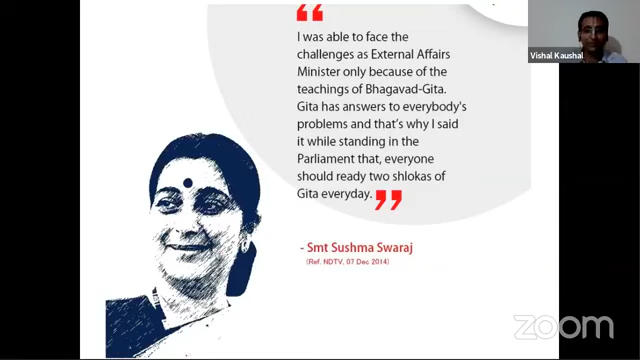 I was able to face the
challenges as External Affairs
Minister only because of the
teachings of Bhagavad-Gita.
Gita has answers to everybody's
problems and that's why I said
it while standing in the
Parliament that, everyone
should ready two shlokas of
Gita everyday.
- Smt Sushma Swaraj
(Ref. NDTV, 07 Dec 2014)
Vishal Kaushal
zoom